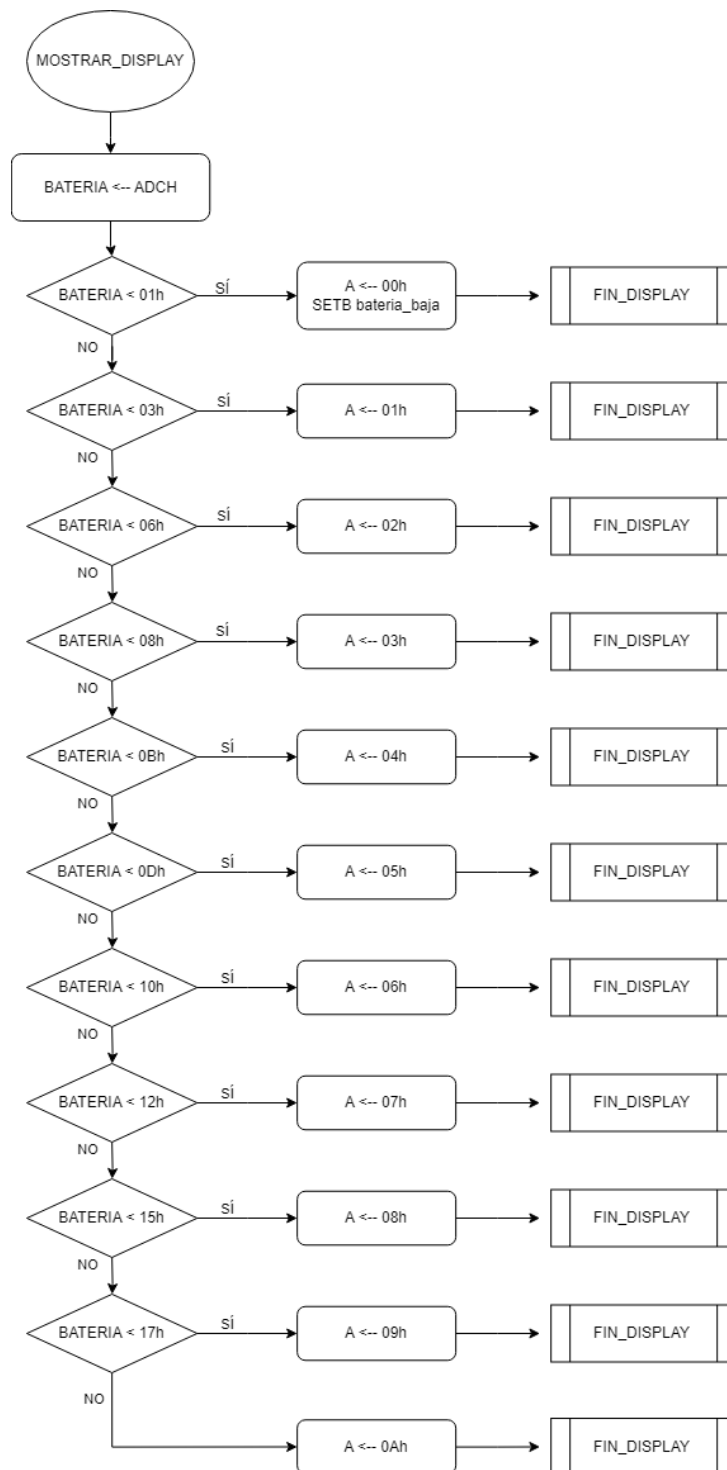 MOSTRAR_DISPLAY
BATERIA <-- ADCH
BATERIA < 01h
SÍ
A <-- 00h
SETB bateria_baja
FIN_DISPLAY
NO
BATERIA < 03h
SÍ
A <-- 01h
FIN_DISPLAY
NO
BATERIA < 06h
SÍ
A <-- 02h
FIN_DISPLAY
NO
BATERIA < 08h
SÍ
A <-- 03h
FIN_DISPLAY
NO
BATERIA < 0Bh
SÍ
A <-- 04h
FIN_DISPLAY
NO
BATERIA < 0Dh
SÍ
A <-- 05h
FIN_DISPLAY
NO
BATERIA < 10h
SÍ
A <-- 06h
FIN_DISPLAY
NO
BATERIA < 12h
SÍ
A <-- 07h
FIN_DISPLAY
NO
BATERIA < 15h
SÍ
A <-- 08h
FIN_DISPLAY
NO
BATERIA < 17h
SÍ
A <-- 09h
FIN_DISPLAY
NO
A <-- 0Ah
FIN_DISPLAY